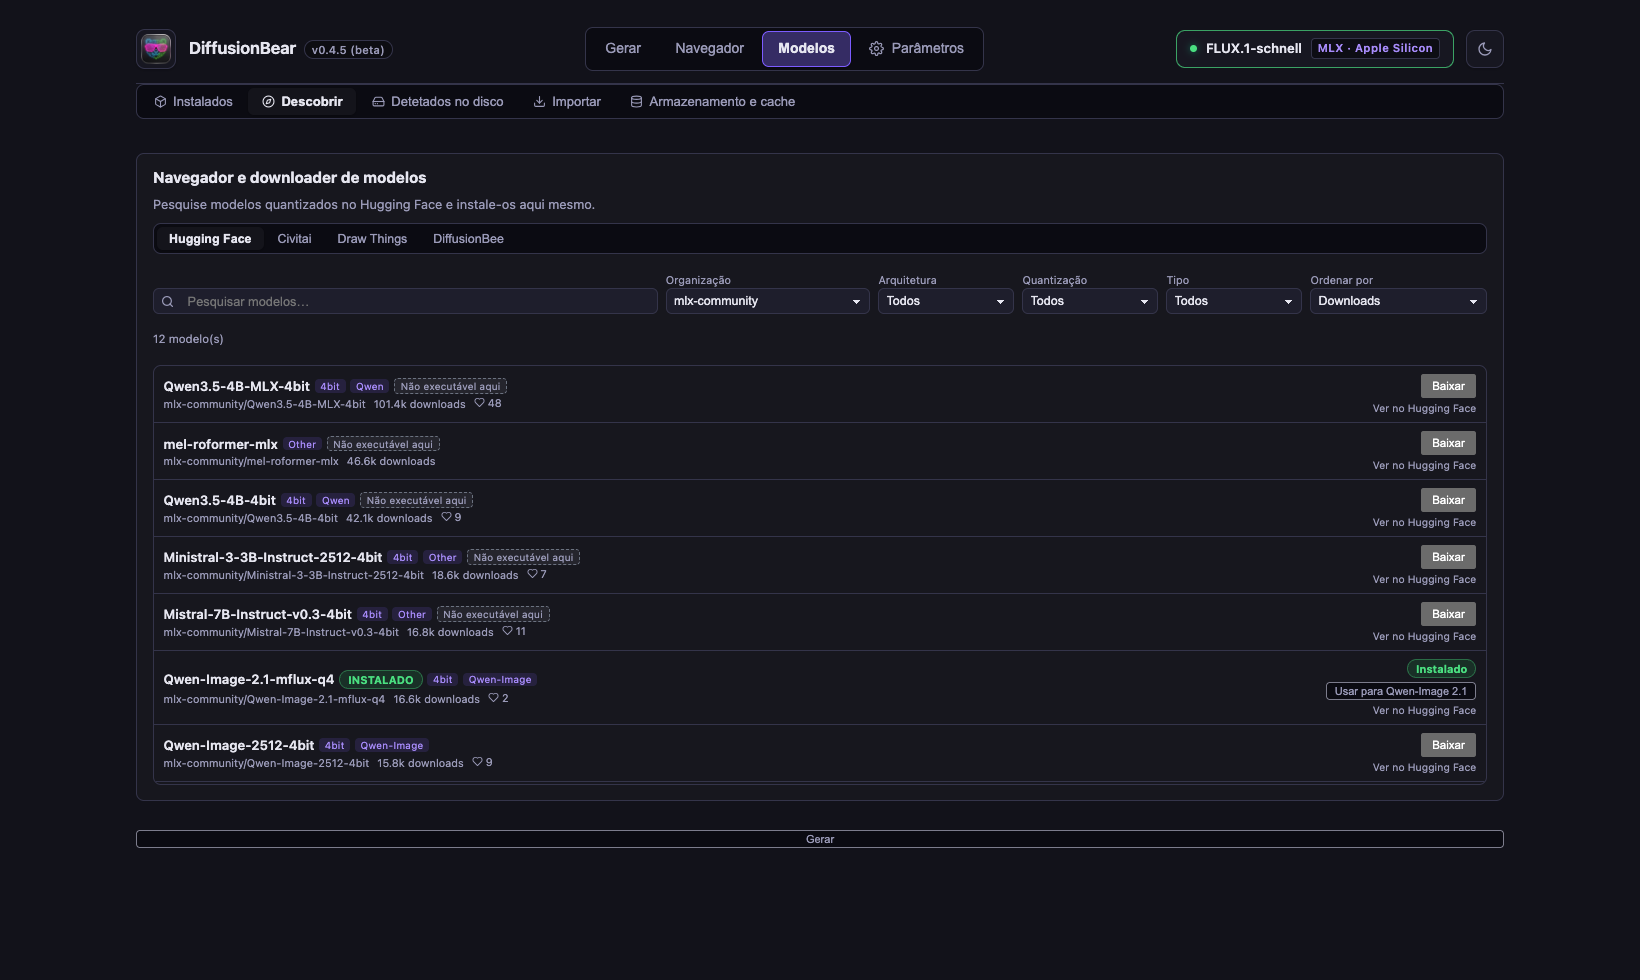 DiffusionBear v0.4.5 (beta)
Gerar Navegador Modelos Parâmetros
FLUX.1-schnell MLX · Apple Silicon
Instalados Descobrir Detetados no disco Importar Armazenamento e cache
Navegador e downloader de modelos
Pesquise modelos quantizados no Hugging Face e instale-os aqui mesmo.
Hugging Face Civitai Draw Things DiffusionBee
Organização Arquitetura Quantização Tipo Ordenar por
Pesquisar modelos… mlx-community Todos Todos Todos Downloads
12 modelo(s)
Qwen3.5-4B-MLX-4bit 4bit Qwen Não executável aqui Baixar
mlx-community/Qwen3.5-4B-MLX-4bit 101.4k downloads 48 Ver no Hugging Face
mel-roformer-mlx Other Não executável aqui Baixar
mlx-community/mel-roformer-mlx 46.6k downloads Ver no Hugging Face
Qwen3.5-4B-4bit 4bit Qwen Não executável aqui Baixar
mlx-community/Qwen3.5-4B-4bit 42.1k downloads 9 Ver no Hugging Face
Ministral-3-3B-Instruct-2512-4bit 4bit Other Não executável aqui Baixar
mlx-community/Ministral-3-3B-Instruct-2512-4bit 18.6k downloads 7 Ver no Hugging Face
Mistral-7B-Instruct-v0.3-4bit 4bit Other Não executável aqui Baixar
mlx-community/Mistral-7B-Instruct-v0.3-4bit 16.8k downloads 11 Ver no Hugging Face
Qwen-Image-2.1-mflux-q4 INSTALADO 4bit Qwen-Image Instalado
Usar para Qwen-Image 2.1
mlx-community/Qwen-Image-2.1-mflux-q4 16.6k downloads 2 Ver no Hugging Face
Qwen-Image-2512-4bit 4bit Qwen-Image Baixar
mlx-community/Qwen-Image-2512-4bit 15.8k downloads 9 Ver no Hugging Face
Gerar